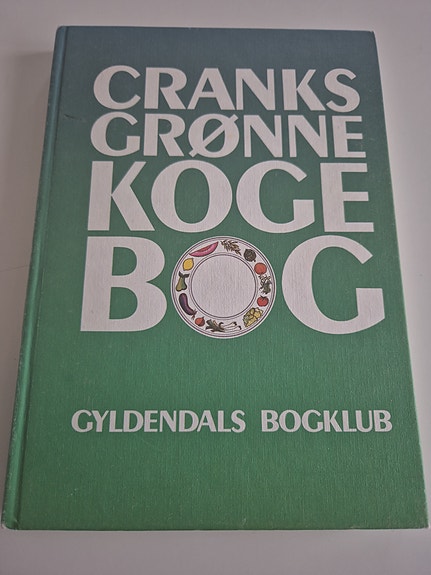 CRANKS
GRØNNE
KOGE
BOG
GYLDENDALS BOGKLUB